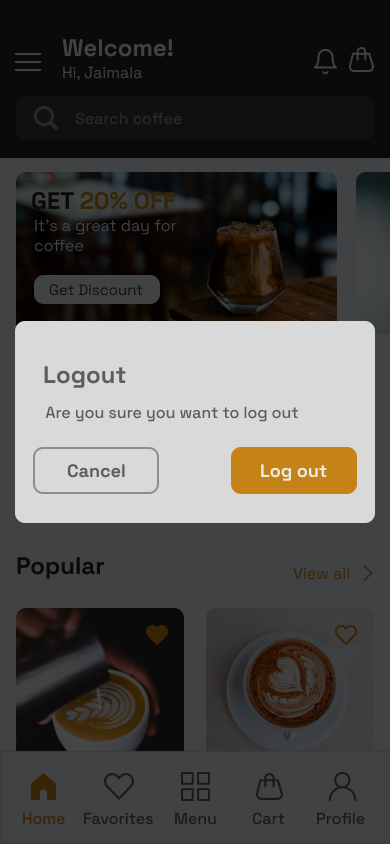 Welcome!
Hi, Jaimala
Search coffee
GET 20% OFF
It's a great day for
coffee
Get Discount
Logout
Are you sure you want to log out
Cancel
Log out
Popular
View all
Home
Favorites
Menu
Cart
Profile